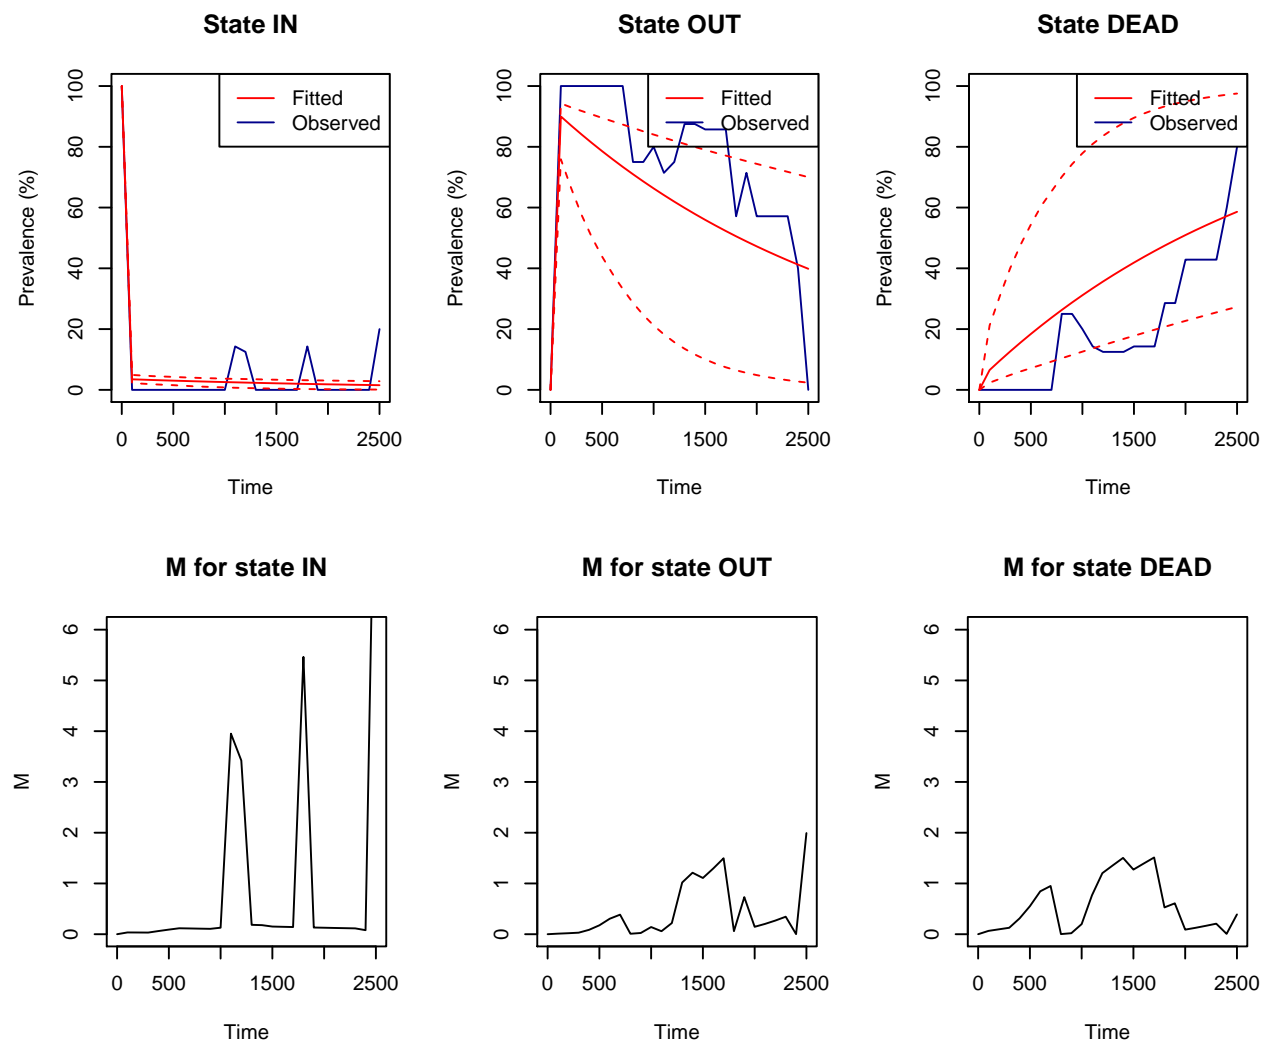 State IN
State OUT
State DEAD
Prevalence (%)
0 20 40 60 80 100
Fitted
Observed
0 500 1500 2500
Time
Prevalence (%)
0 20 40 60 80 100
Fitted
Observed
0 500 1500 2500
Time
Prevalence (%)
0 20 40 60 80 100
Fitted
Observed
0 500 1500 2500
Time
M for state IN
M for state OUT
M for state DEAD
M
0 1 2 3 4 5 6
0 500 1500 2500
Time
M
0 1 2 3 4 5 6
0 500 1500 2500
Time
M
0 1 2 3 4 5 6
0 500 1500 2500
Time